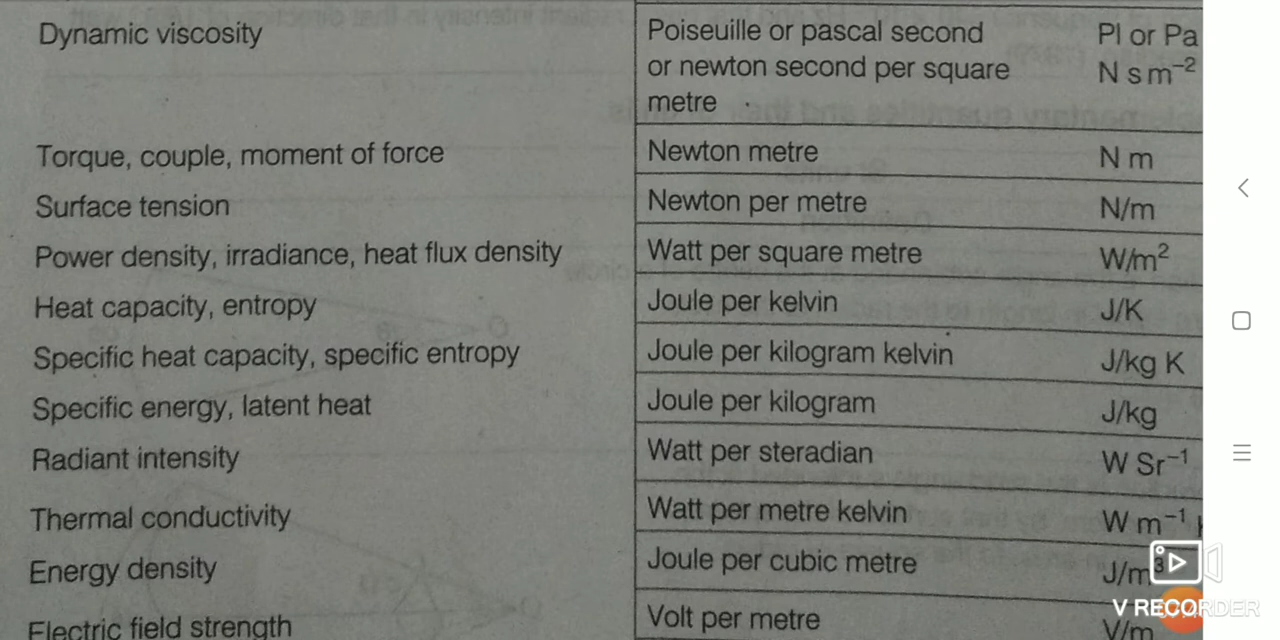 Dynamic viscosity
Poiseuille or pascal second
Pl or Pa
or newton second per square
N s m⁻²
metre
Torque, couple, moment of force
Newton metre
N m
Surface tension
Newton per metre
N/m
Power density, irradiance, heat flux density
Watt per square metre
W/m²
Heat capacity, entropy
Joule per kelvin
J/K
Specific heat capacity, specific entropy
Joule per kilogram kelvin
J/kg K
Specific energy, latent heat
Joule per kilogram
J/kg
Radiant intensity
Watt per steradian
W Sr⁻¹
Thermal conductivity
Watt per metre kelvin
W m⁻¹
Energy density
Joule per cubic metre
J/m³
Electric field strength
Volt per metre
V/m
V RECORDER